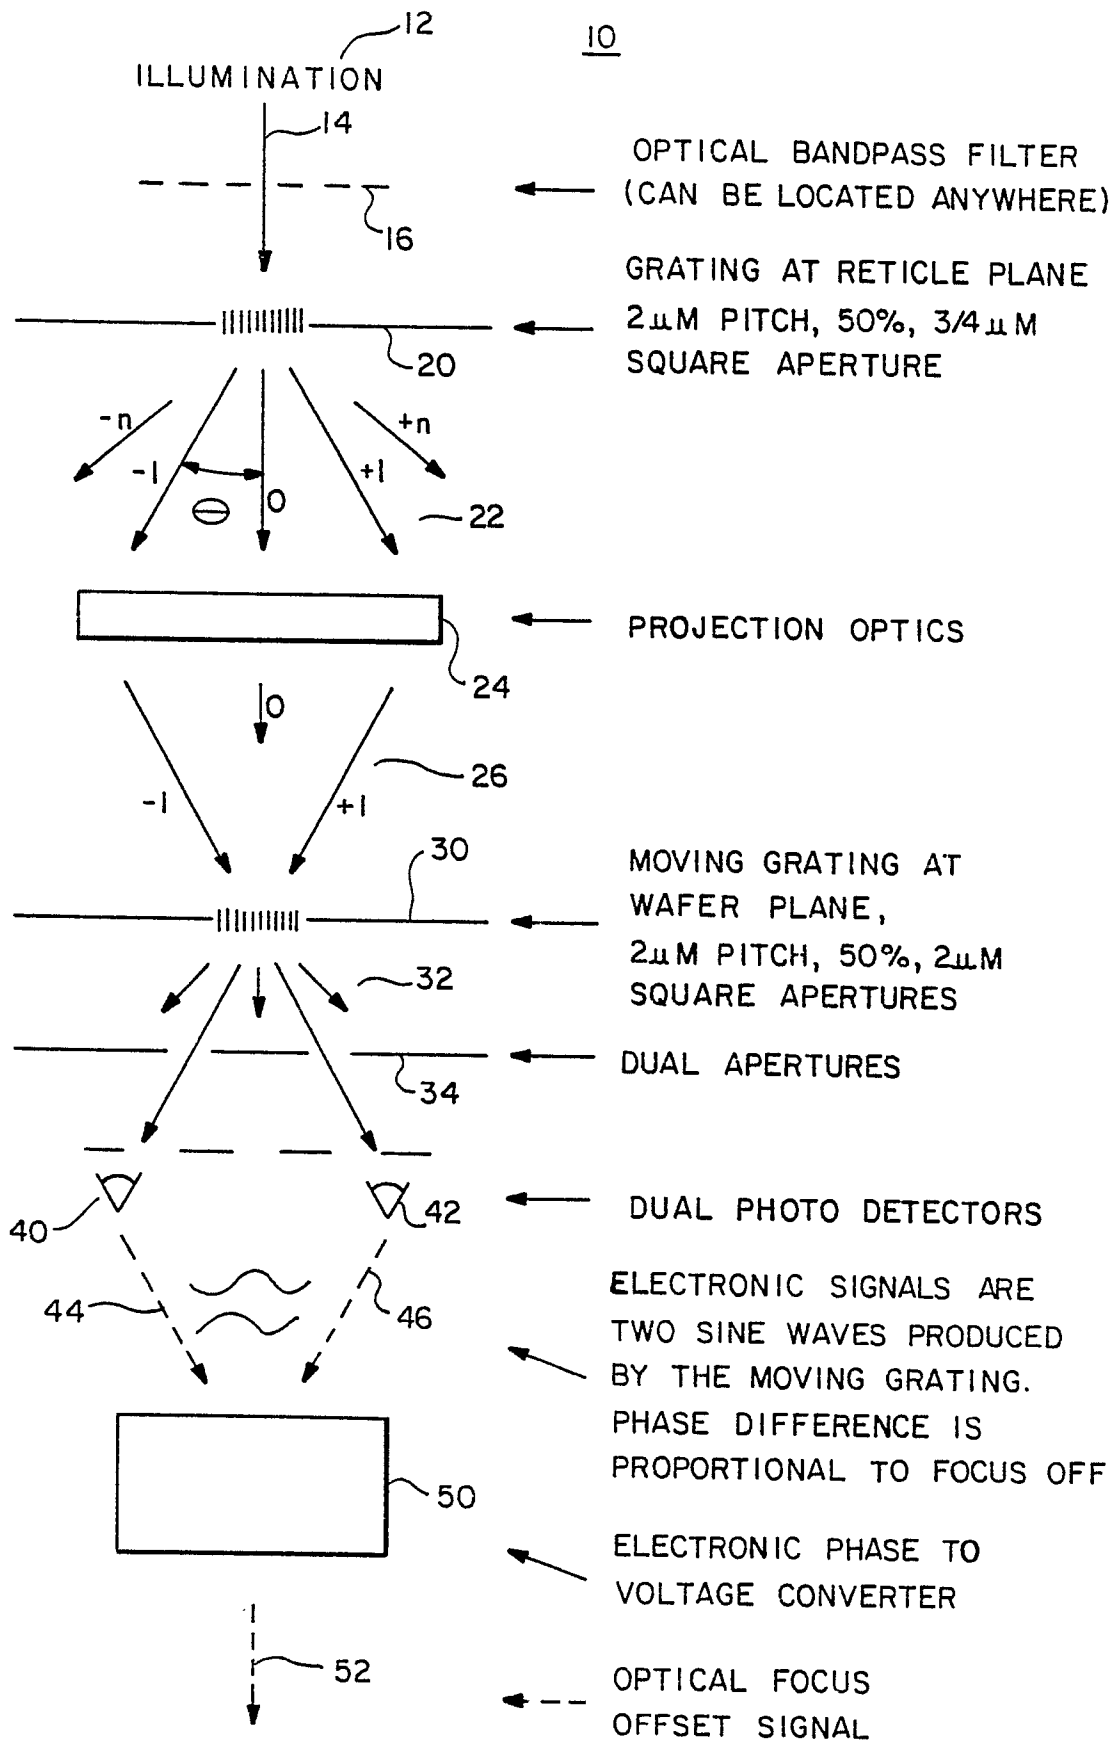 12
10
ILLUMINATION
14
OPTICAL BANDPASS FILTER
(CAN BE LOCATED ANYWHERE)
16
GRATING AT RETICLE PLANE
2µM PITCH, 50%, 3/4µM
SQUARE APERTURE
20
-n
+n
-1
+1
0
Θ
22
PROJECTION OPTICS
24
0
26
-1
+1
30
MOVING GRATING AT
WAFER PLANE,
2µM PITCH, 50%, 2µM
SQUARE APERTURES
32
DUAL APERTURES
34
40
42
DUAL PHOTO DETECTORS
44
46
ELECTRONIC SIGNALS ARE
TWO SINE WAVES PRODUCED
BY THE MOVING GRATING.
PHASE DIFFERENCE IS
PROPORTIONAL TO FOCUS OFF
50
ELECTRONIC PHASE TO
VOLTAGE CONVERTER
52
OPTICAL FOCUS
OFFSET SIGNAL